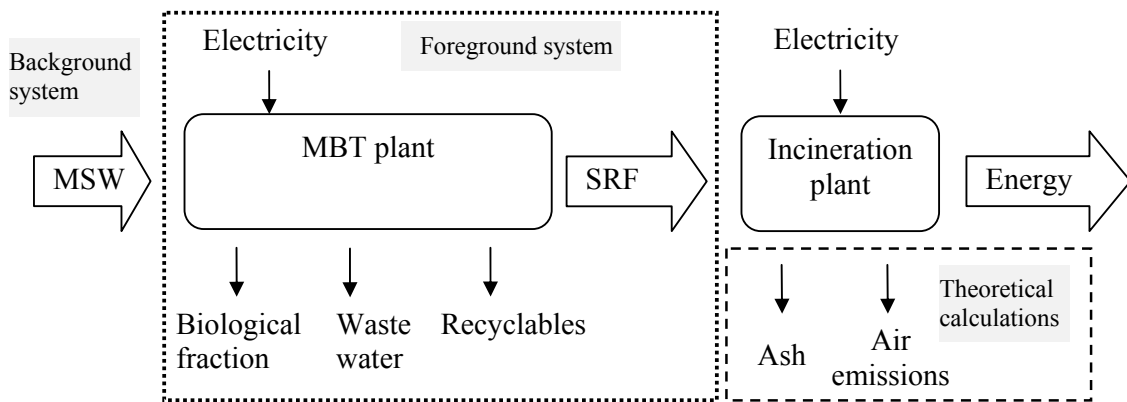 Background
system
Electricity
Foreground system
Electricity
MSW
MBT plant
SRF
Incineration
plant
Energy
Biological
fraction
Waste
water
Recyclables
Ash
Air
emissions
Theoretical
calculations